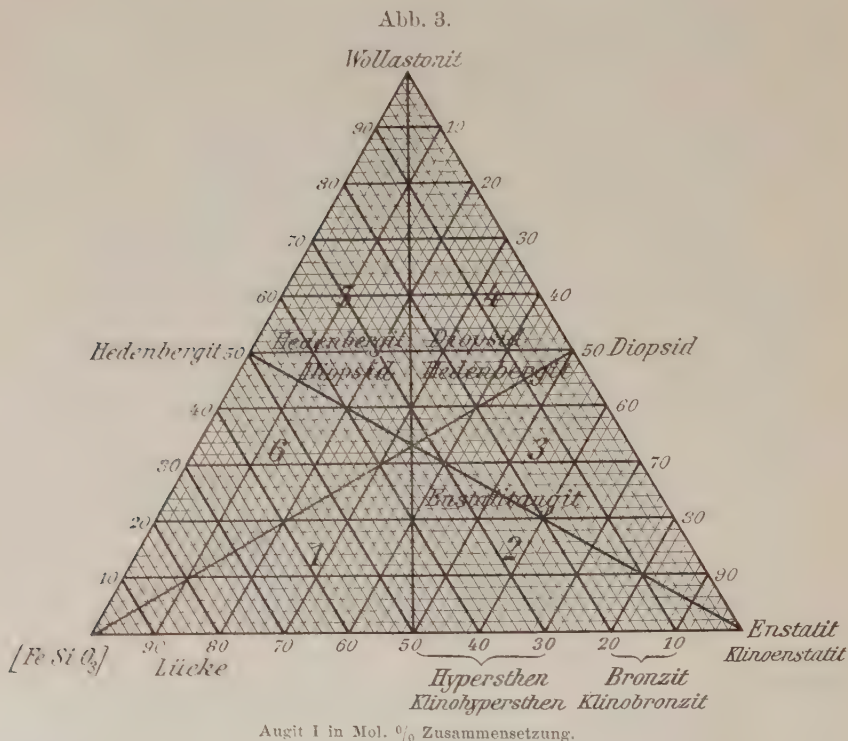 Abb. 3.
Wollastonit
90 10
80 20
70 30
60 5 4 40
Hedenbergit 50 Hedenbergit Diopsid 50 Diopsid
Diopsid Hedenbergit
40 60
30 6 3 70
Enstatitaugit
20 80
1 2
10 90
[Fe Si O3] 90 80 70 60 50 40 30 20 10 Enstatit
Lücke Klinoenstatit
Hypersthen Bronzit
Klinohypersthen Klinobronzit
Augit I in Mol. % Zusammensetzung.